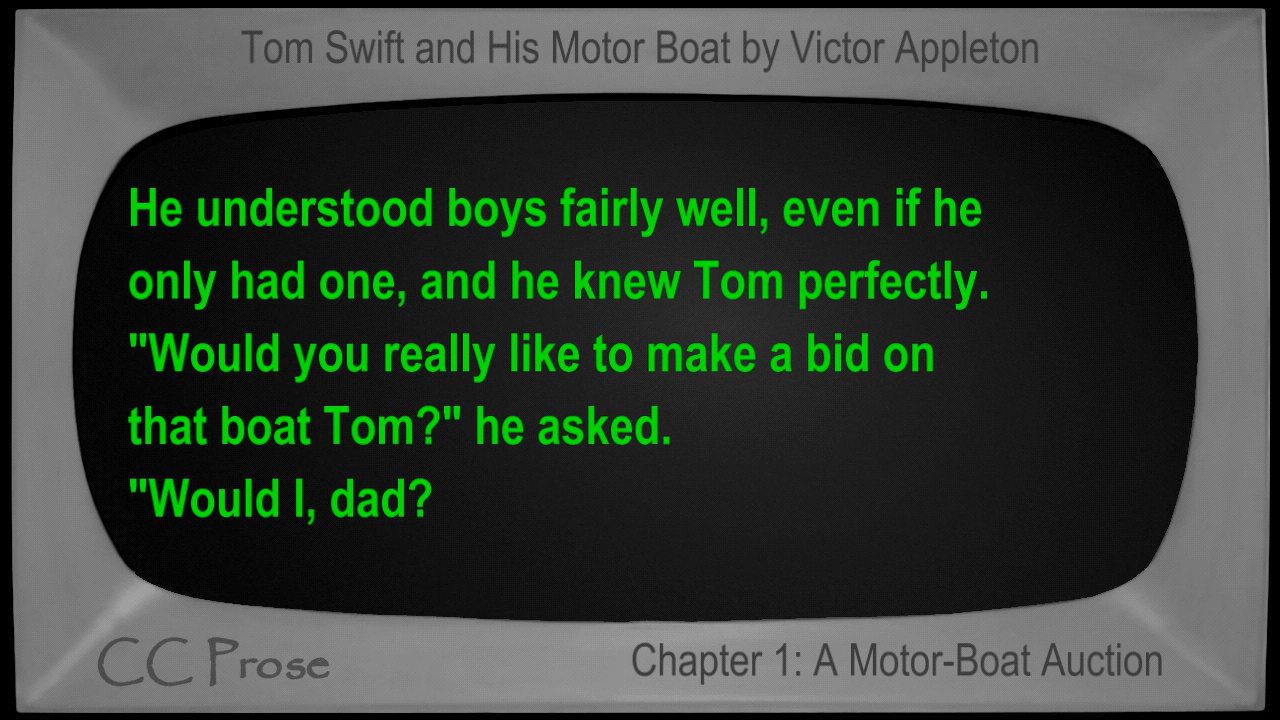 Tom Swift and His Motor Boat by Victor Appleton
He understood boys fairly well, even if he
only had one, and he knew Tom perfectly.
"Would you really like to make a bid on
that boat Tom?" he asked.
"Would I, dad?
CC Prose
Chapter 1: A Motor-Boat Auction